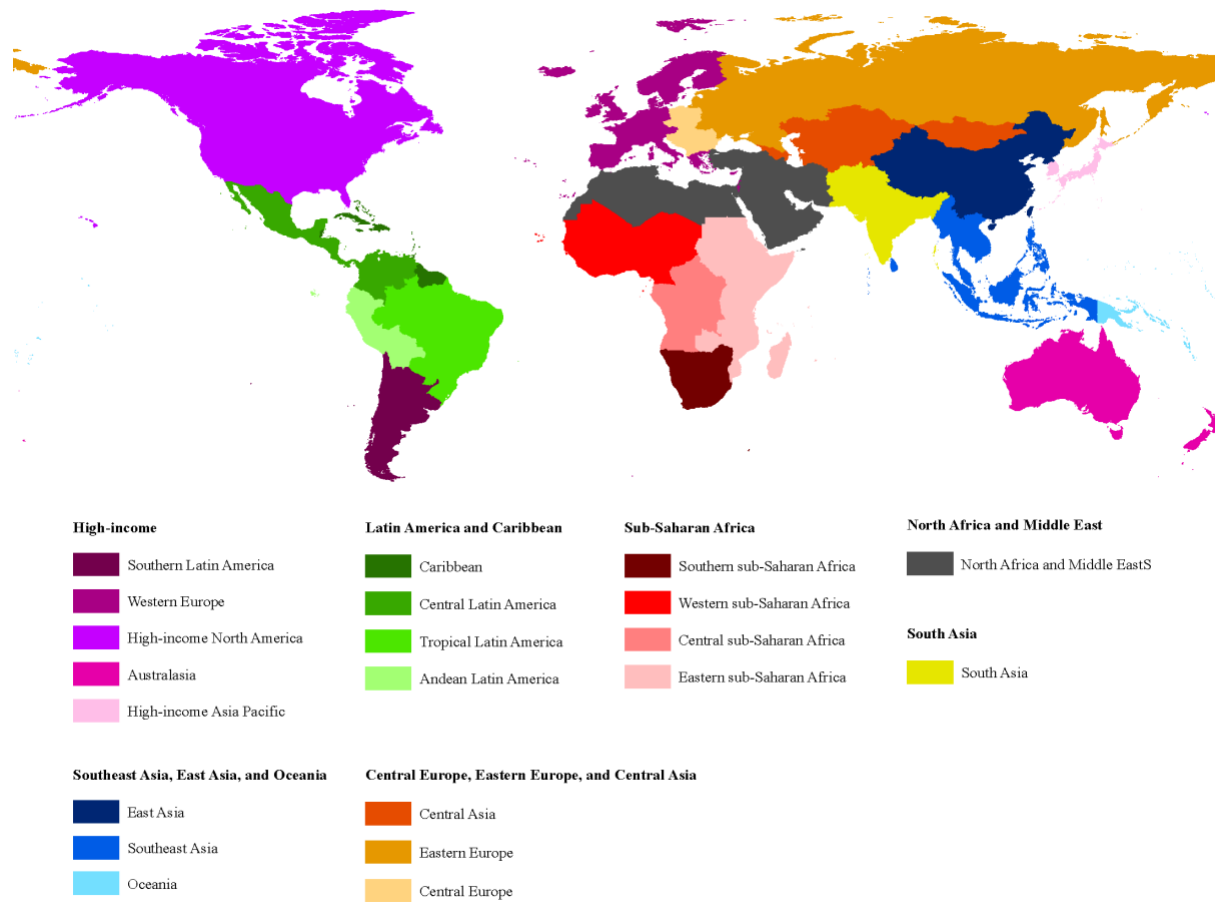 High-income
Southern Latin America
Western Europe
High-income North America
Australasia
High-income Asia Pacific
Latin America and Caribbean
Caribbean
Central Latin America
Tropical Latin America
Andean Latin America
Sub-Saharan Africa
Southern sub-Saharan Africa
Western sub-Saharan Africa
Central sub-Saharan Africa
Eastern sub-Saharan Africa
North Africa and Middle East
North Africa and Middle EastS
South Asia
South Asia
Southeast Asia, East Asia, and Oceania
East Asia
Southeast Asia
Oceania
Central Europe, Eastern Europe, and Central Asia
Central Asia
Eastern Europe
Central Europe